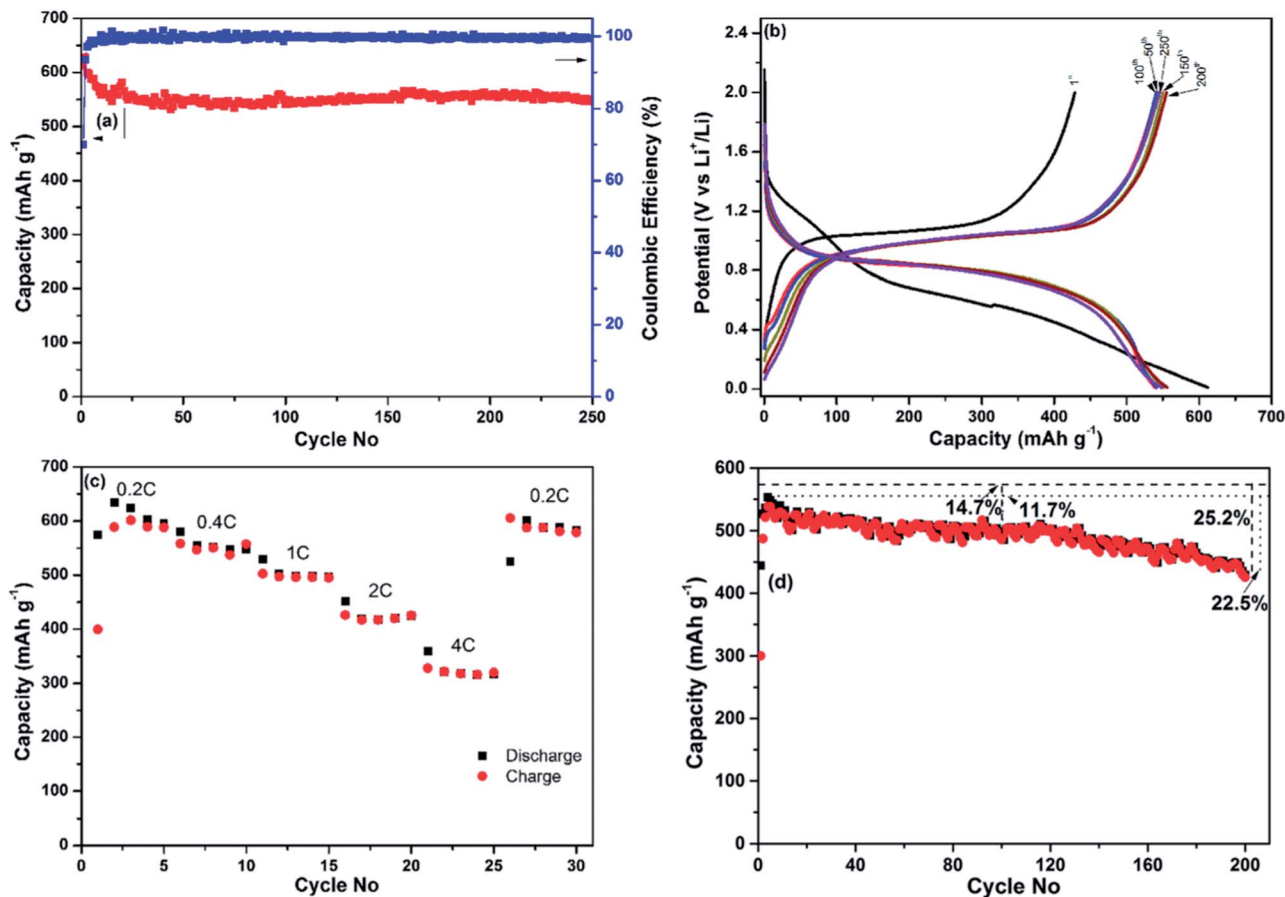 700
600
500
400
300
200
100
0
Capacity (mAh g⁻¹)
(a)
0
50
100
150
200
250
Cycle No
100
80
60
40
20
0
Coulombic Efficiency (%)
(b)
2.4
2.0
1.6
1.2
0.8
0.4
0.0
Potential (V vs Li⁺/Li)
100th
50th
250th
150th
0
100
200
300
400
500
600
700
Capacity (mAh g⁻¹)
(c)
700
600
500
400
300
200
100
0
Capacity (mAh g⁻¹)
0.2C
0.4C
1C
2C
4C
0.2C
Discharge
Charge
0
5
10
15
20
25
30
Cycle No
600
500
400
300
200
100
0
Capacity (mAh g⁻¹)
14.7%
11.7%
25.2%
22.5%
(d)
0
40
80
120
160
200
Cycle No